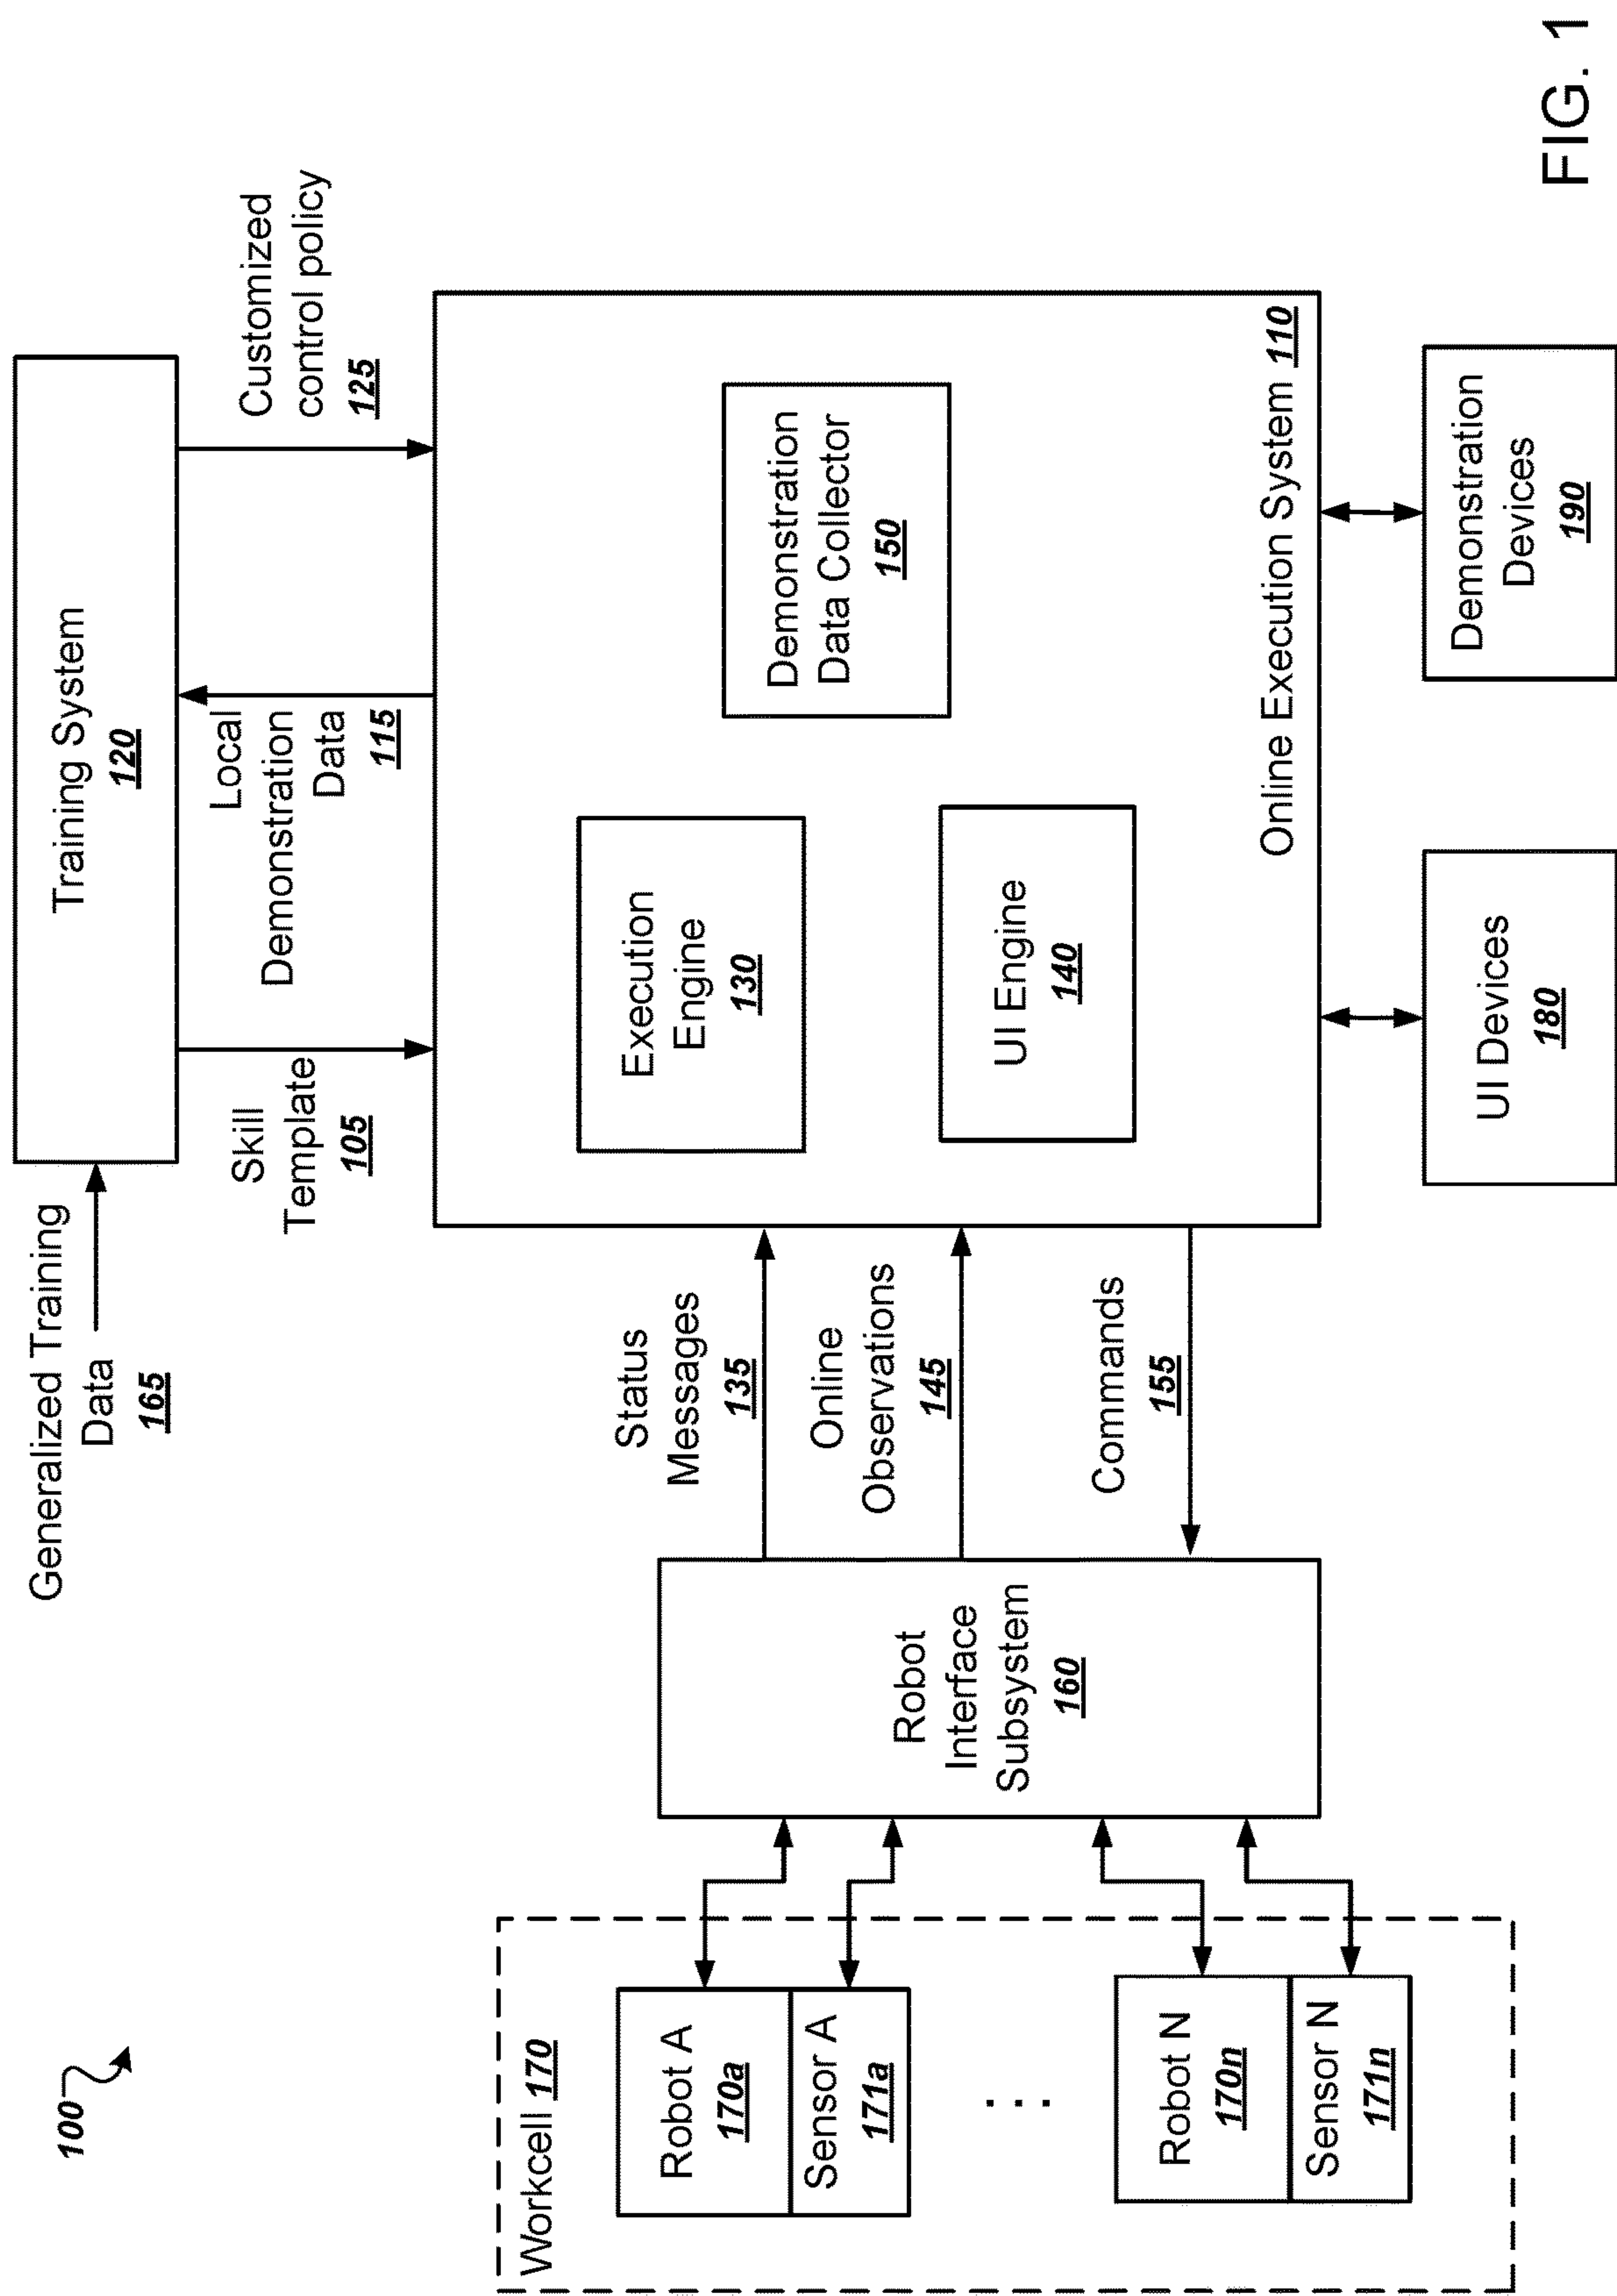 100
Generalized Training
Data
165
Training System
120
Skill
Template
105
Local
Demonstration
Data
115
Customized
control policy
125
Workcell 170
Robot A
170a
Sensor A
171a
. . .
Robot N
170n
Sensor N
171n
Robot
Interface
Subsystem
160
Status
Messages
135
Online
Observations
145
Commands
155
Execution
Engine
130
UI Engine
140
Demonstration
Data Collector
150
Online Execution System 110
UI Devices
180
Demonstration
Devices
190
FIG. 1